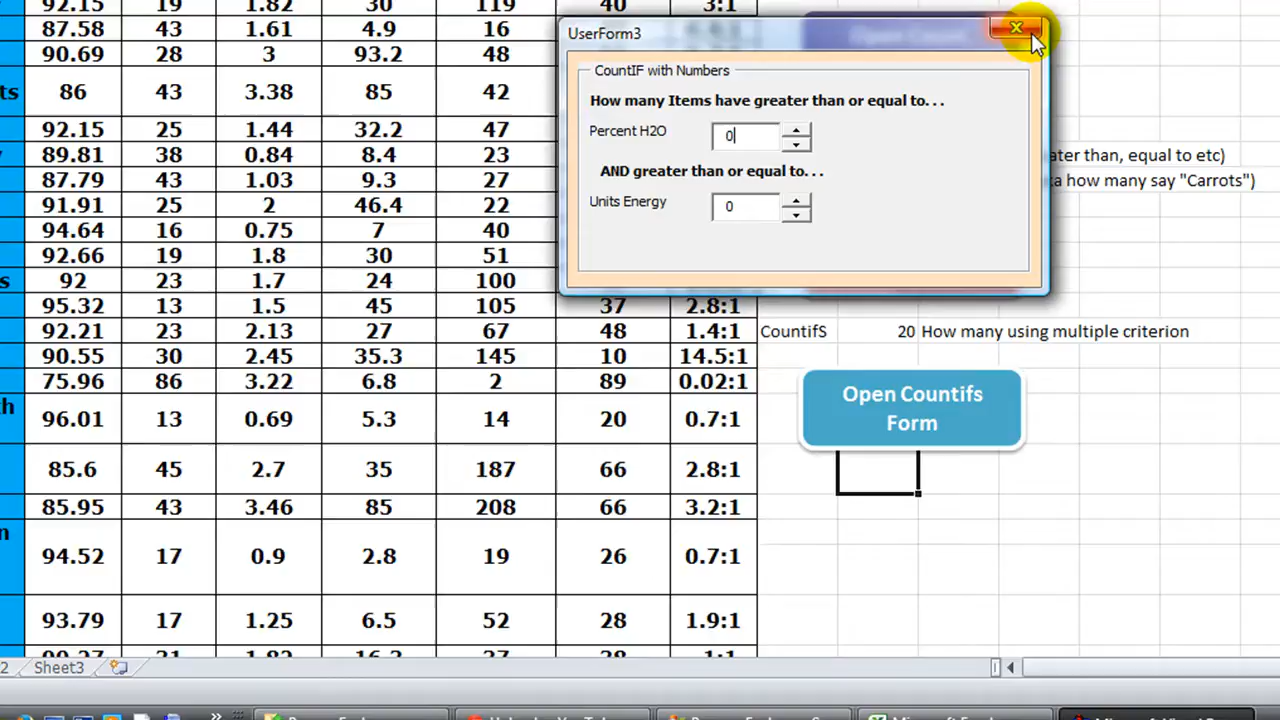 92.15 19 1.82 30 119 40 3:1
87.58 43 1.61 4.9 16
90.69 28 3 93.2 48
ts 86 43 3.38 85 42
92.15 25 1.44 32.2 47
89.81 38 0.84 8.4 23
87.79 43 1.03 9.3 27
91.91 25 2 46.4 22
94.64 16 0.75 7 40
92.66 19 1.8 30 51
s 92 23 1.7 24 100
95.32 13 1.5 45 105 37 2.8:1
92.21 23 2.13 27 67 48 1.4:1
90.55 30 2.45 35.3 145 10 14.5:1
75.96 86 3.22 6.8 2 89 0.02:1
th 96.01 13 0.69 5.3 14 20 0.7:1
85.6 45 2.7 35 187 66 2.8:1
85.95 43 3.46 85 208 66 3.2:1
n 94.52 17 0.9 2.8 19 26 0.7:1
93.79 17 1.25 6.5 52 28 1.9:1
UserForm3
CountIF with Numbers
How many Items have greater than or equal to. . .
Percent H2O 0
AND greater than or equal to. . .
Units Energy 0
ater than, equal to etc)
a how many say "Carrots")
CountifS 20 How many using multiple criterion
Open Countifs
Form
2 Sheet3